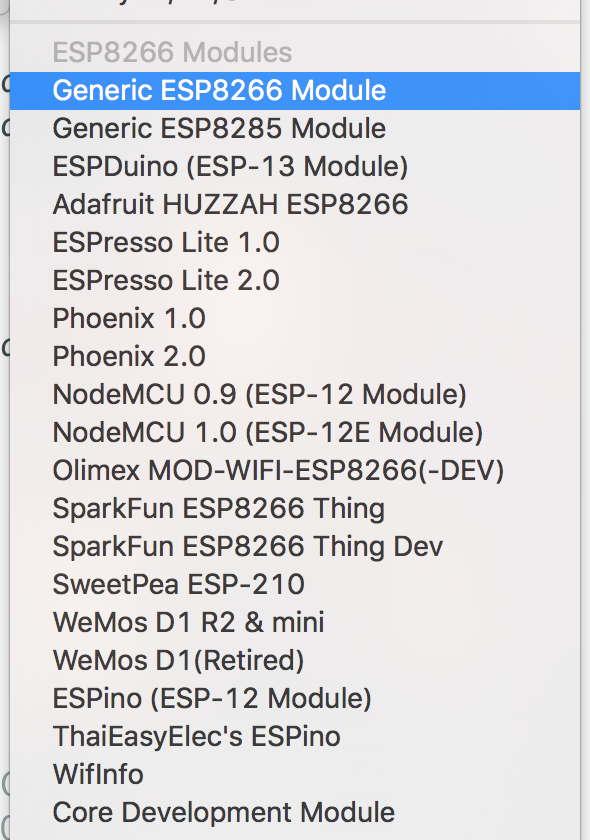 ESP8266 Modules
Generic ESP8266 Module
Generic ESP8285 Module
ESPDuino (ESP-13 Module)
Adafruit HUZZAH ESP8266
ESPresso Lite 1.0
ESPresso Lite 2.0
Phoenix 1.0
Phoenix 2.0
NodeMCU 0.9 (ESP-12 Module)
NodeMCU 1.0 (ESP-12E Module)
Olimex MOD-WIFI-ESP8266(-DEV)
SparkFun ESP8266 Thing
SparkFun ESP8266 Thing Dev
SweetPea ESP-210
WeMos D1 R2 & mini
WeMos D1(Retired)
ESPino (ESP-12 Module)
ThaiEasyElec's ESPino
WifInfo
Core Development Module